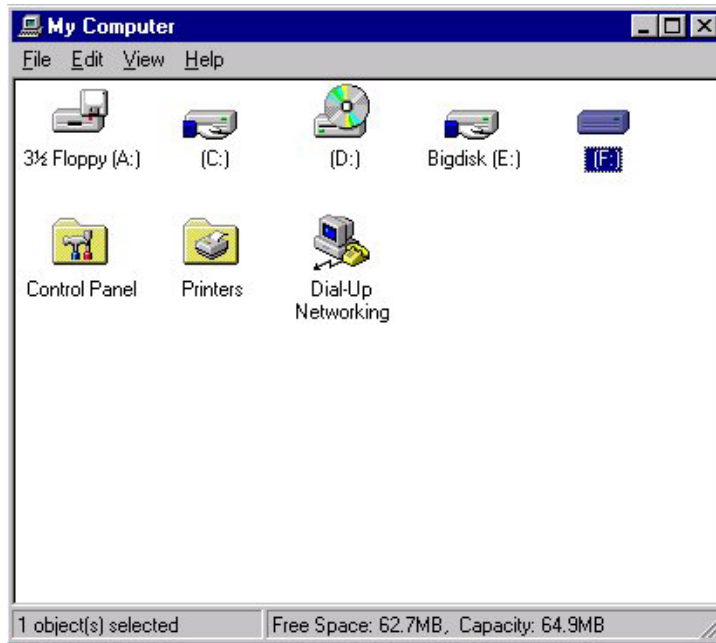 My Computer
File Edit View Help
3½ Floppy (A:) (C:) (D:) Bigdisk (E:) (F:)
Control Panel Printers Dial-Up
Networking
1 object(s) selected Free Space: 62.7MB, Capacity: 64.9MB